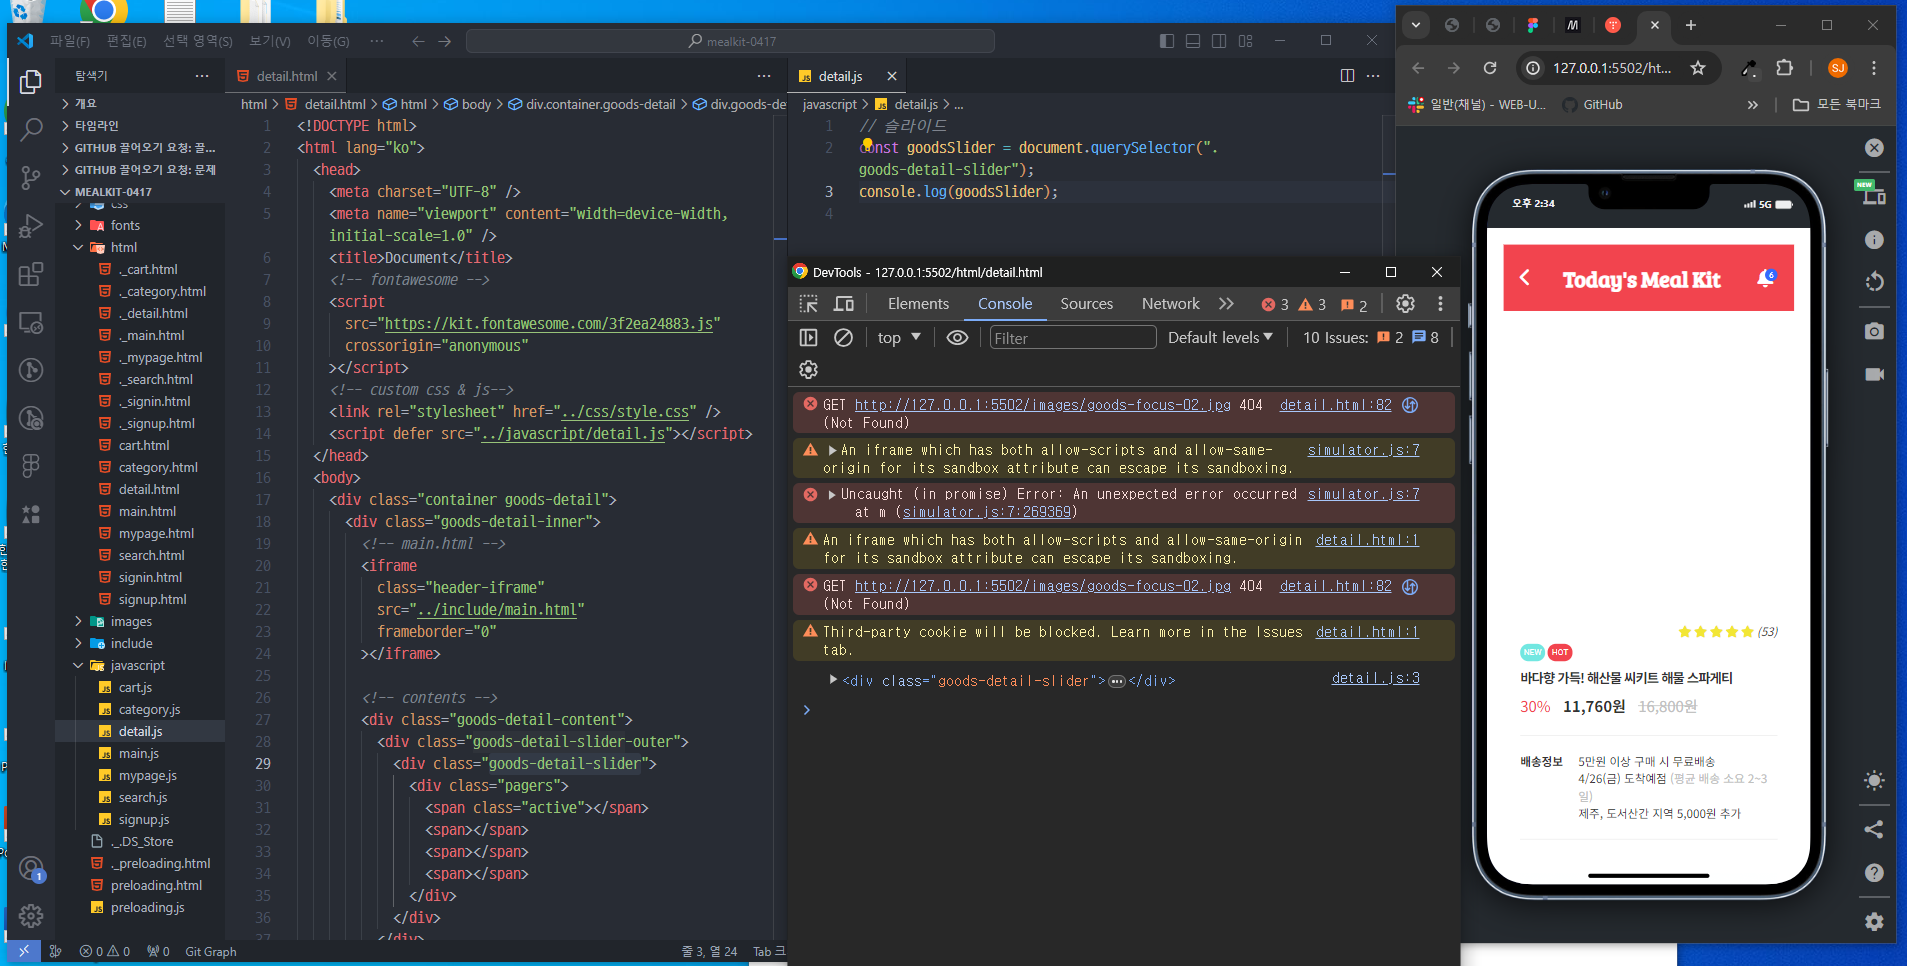 파일(F) 편집(E) 선택 영역(S) 보기(V) 이동(G) ... mealkit-0417
탐색기 ...
개요
타임라인
GITHUB 끌어오기 요청: 끌...
GITHUB 끌어오기 요청: 문제
MEALKIT-0417
css
fonts
html
._cart.html
._category.html
._detail.html
._main.html
._mypage.html
._search.html
._signin.html
._signup.html
cart.html
category.html
detail.html
main.html
mypage.html
search.html
signin.html
signup.html
images
include
javascript
cart.js
category.js
detail.js
main.js
mypage.js
search.js
signup.js
._.DS_Store
._preloading.html
preloading.html
preloading.js
detail.html
html > detail.html > html > body > div.container.goods-detail > div.goods-de
1 <!DOCTYPE html>
2 <html lang="ko">
3 <head>
4 <meta charset="UTF-8" />
5 <meta name="viewport" content="width=device-width,
initial-scale=1.0" />
6 <title>Document</title>
7 <!-- fontawesome -->
8 <script
9 src="https://kit.fontawesome.com/3f2ea24883.js"
10 crossorigin="anonymous"
11 ></script>
12 <!-- custom css & js-->
13 <link rel="stylesheet" href="../css/style.css" />
14 <script defer src="../javascript/detail.js"></script>
15 </head>
16 <body>
17 <div class="container goods-detail">
18 <div class="goods-detail-inner">
19 <!-- main.html -->
20 <iframe
21 class="header-iframe"
22 src="../include/main.html"
23 frameborder="0"
24 ></iframe>
25
26 <!-- contents -->
27 <div class="goods-detail-content">
28 <div class="goods-detail-slider-outer">
29 <div class="goods-detail-slider">
30 <div class="pagers">
31 <span class="active"></span>
32 <span></span>
33 <span></span>
34 <span></span>
35 </div>
36 </div>
37 </div>
0 0 0 Git Graph 줄 3, 열 24 Tab 크
1
detail.js
javascript > detail.js > ...
1 // 슬라이드
2 const goodsSlider = document.querySelector(".
goods-detail-slider");
3 console.log(goodsSlider);
4
DevTools - 127.0.0.1:5502/html/detail.html
Elements Console Sources Network 3 3 2
top Filter Default levels 10 Issues: 2 8
GET http://127.0.0.1:5502/images/goods-focus-02.jpg 404 detail.html:82
(Not Found)
An iframe which has both allow-scripts and allow-same- simulator.js:7
origin for its sandbox attribute can escape its sandboxing.
Uncaught (in promise) Error: An unexpected error occurred simulator.js:7
at m (simulator.js:7:269369)
An iframe which has both allow-scripts and allow-same-origin detail.html:1
for its sandbox attribute can escape its sandboxing.
GET http://127.0.0.1:5502/images/goods-focus-02.jpg 404 detail.html:82
(Not Found)
Third-party cookie will be blocked. Learn more in the Issues detail.html:1
tab.
<div class="goods-detail-slider">...</div> detail.js:3
127.0.0.1:5502/ht... SJ
일반(채널) - WEB-U... GitHub 모든 북마크
NEW
오후 2:34 5G
Today's Meal Kit 6
(53)
NEW HOT
바다향 가득! 해산물 씨키트 해물 스파게티
30% 11,760원 16,800원
배송정보 5만원 이상 구매 시 무료배송
4/26(금) 도착예정 (평균 배송 소요 2~3
일)
제주, 도서산간 지역 5,000원 추가